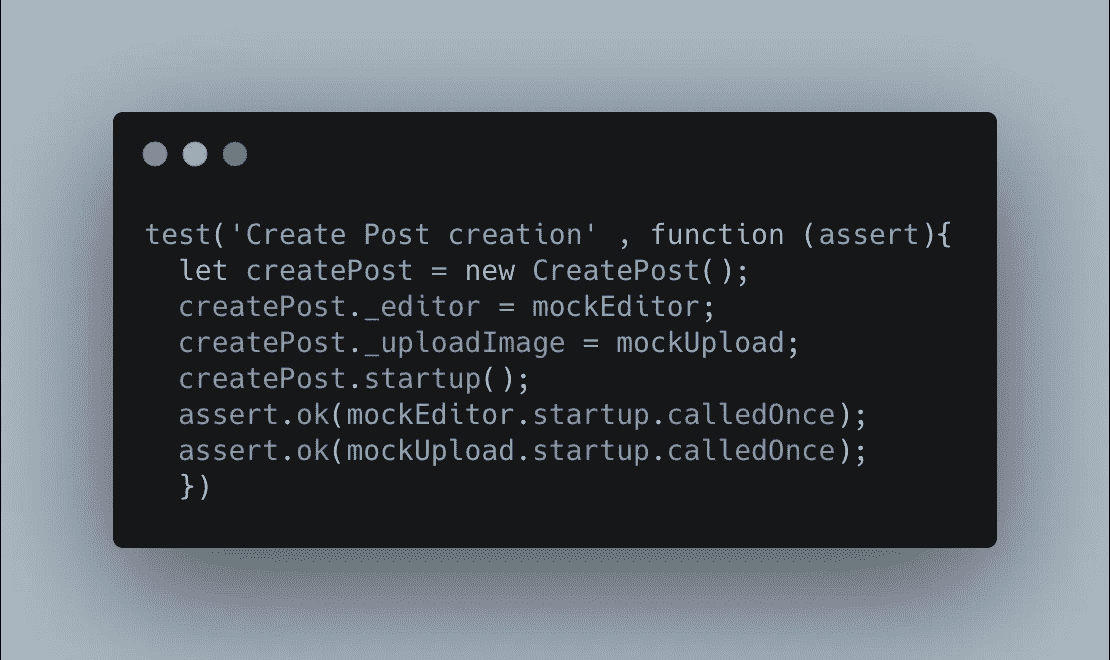 test('Create Post creation' , function (assert){
  let createPost = new CreatePost();
  createPost._editor = mockEditor;
  createPost._uploadImage = mockUpload;
  createPost.startup();
  assert.ok(mockEditor.startup.calledOnce);
  assert.ok(mockUpload.startup.calledOnce);
  })